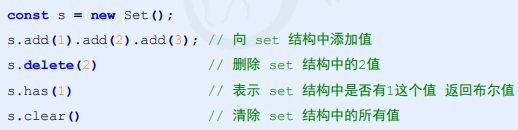 const s = new Set();
s.add(1).add(2).add(3); // 向 set 结构中添加值
s.delete(2) // 删除 set 结构中的2值
s.has(1) // 表示 set 结构中是否有1这个值 返回布尔值
s.clear() // 清除 set 结构中的所有值